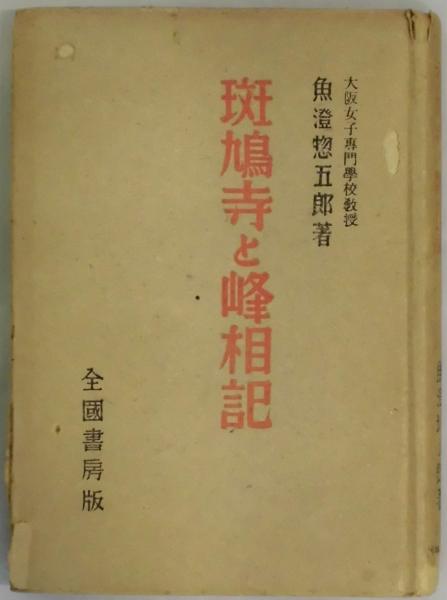 大阪女子專門學校敎授
魚澄惣五郎著
斑鳩寺と峰相記
全國書房版